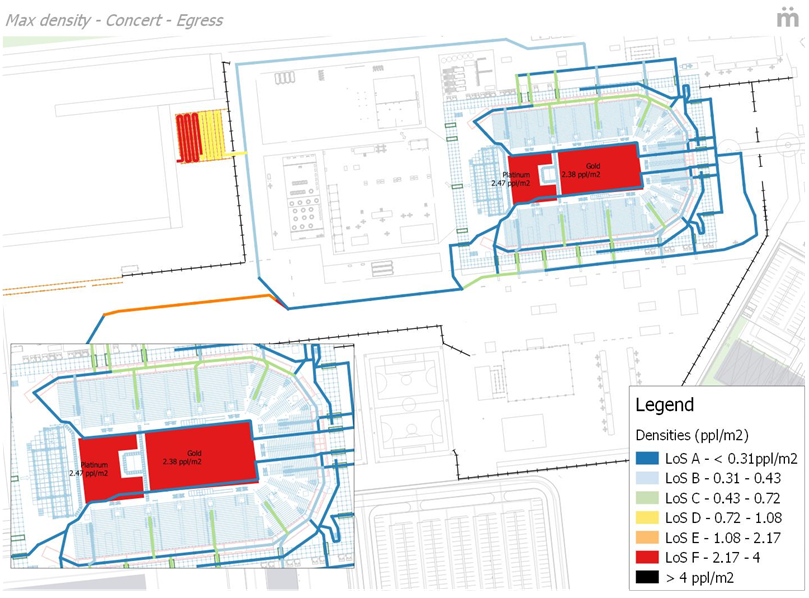 Max density - Concert - Egress
m̈
Gold
2.38 ppl/m2
Platinum
2.47 ppl/m2
Gold
2.38 ppl/m2
Platinum
2.47 ppl/m2
Legend
Densities (ppl/m2)
LoS A - < 0.31ppl/m2
LoS B - 0.31 - 0.43
LoS C - 0.43 - 0.72
LoS D - 0.72 - 1.08
LoS E - 1.08 - 2.17
LoS F - 2.17 - 4
> 4 ppl/m2